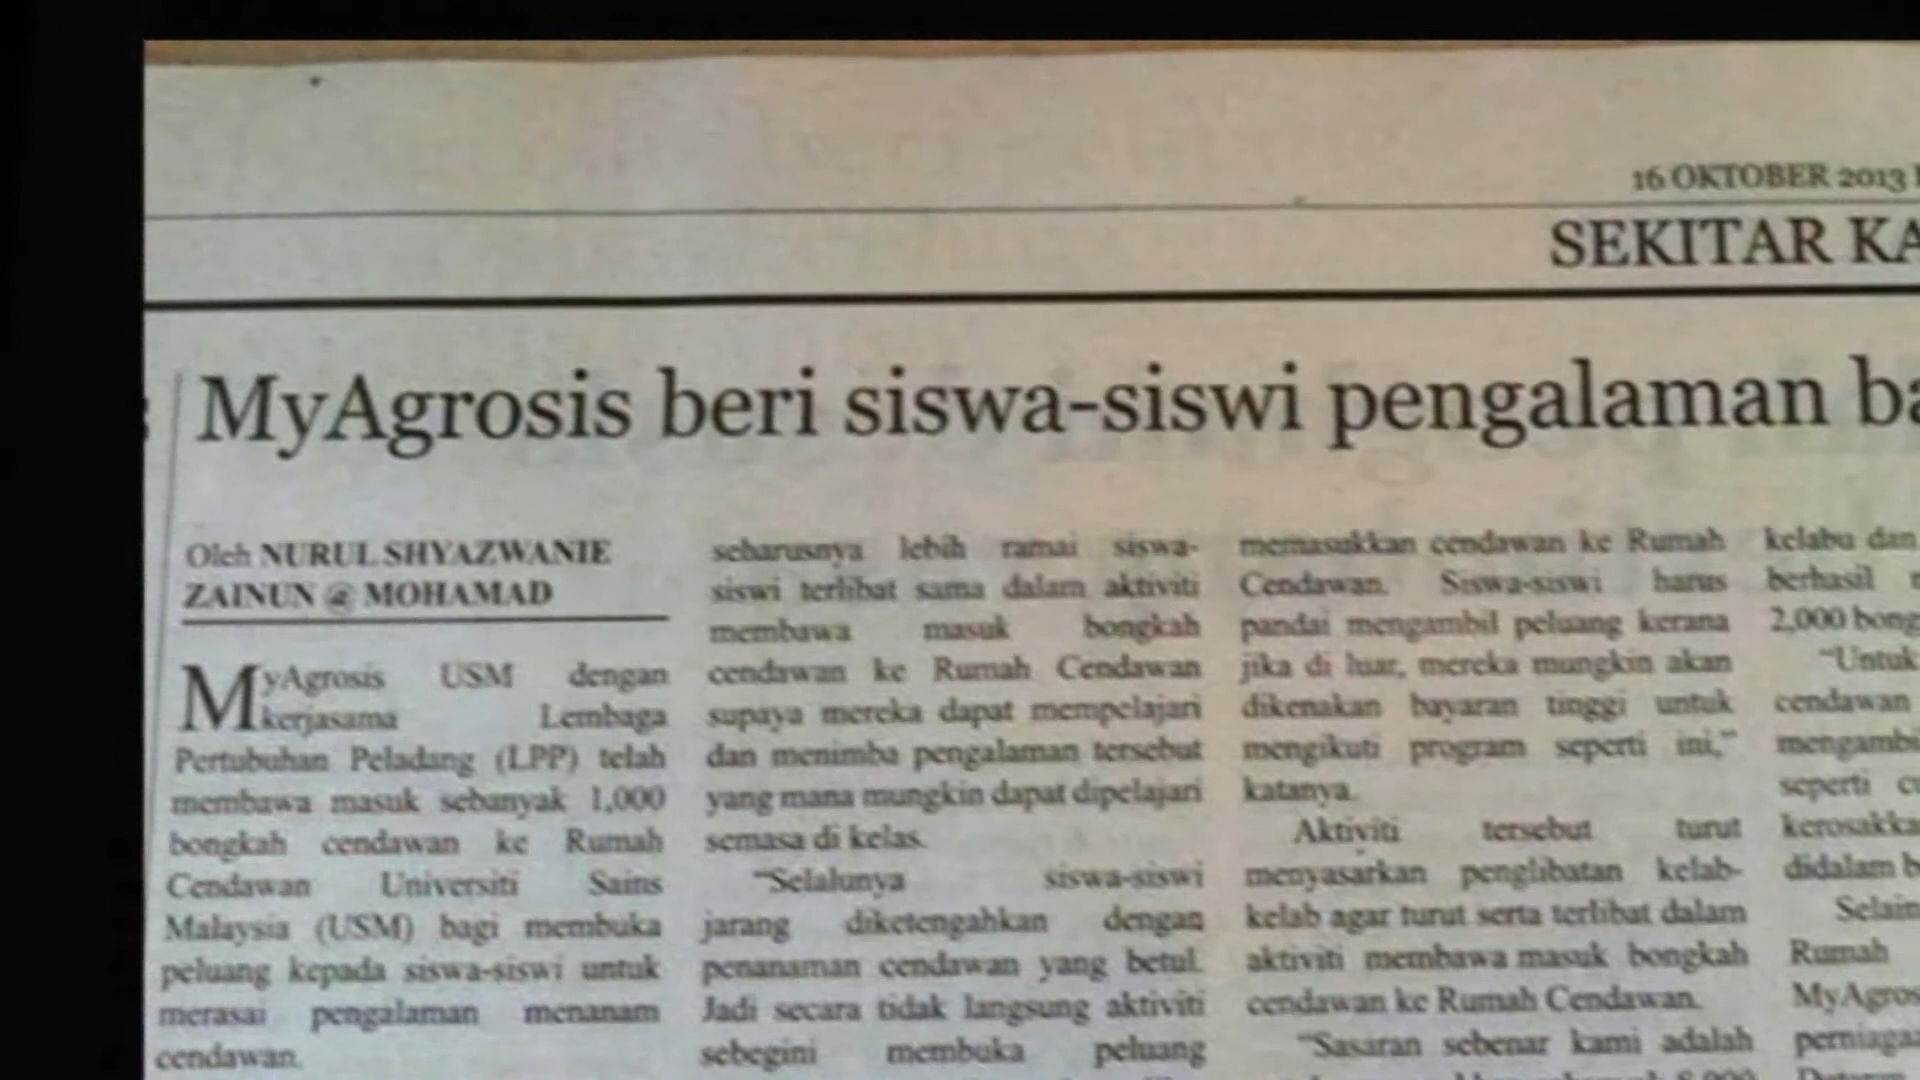 16 OKTOBER 2013
SEKITAR KA
MyAgrosis beri siswa-siswi pengalaman ba
Oleh NURUL SHYAZWANIE
ZAINUN @ MOHAMAD
MyAgrosis USM dengan
kerjasama Lembaga
Pertubuhan Peladang (LPP) telah
membawa masuk sebanyak 1,000
bongkah cendawan ke Rumah
Cendawan Universiti Sains
Malaysia (USM) bagi membuka
peluang kepada siswa-siswi untuk
merasai pengalaman menanam
cendawan.
seharusnya lebih ramai siswa-
siswi terlibat sama dalam aktiviti
membawa masuk bongkah
cendawan ke Rumah Cendawan
supaya mereka dapat mempelajari
dan menimba pengalaman tersebut
yang mana mungkin dapat dipelajari
semasa di kelas.
"Selalunya siswa-siswi
jarang diketengahkan dengan
penanaman cendawan yang betul.
Jadi secara tidak langsung aktiviti
sebegini membuka peluang
memasukkan cendawan ke Rumah
Cendawan. Siswa-siswi harus
pandai mengambil peluang kerana
jika di luar, mereka mungkin akan
dikenakan bayaran tinggi untuk
mengikuti program seperti ini,"
katanya.
Aktiviti tersebut turut
menyasarkan penglibatan kelab-
kelab agar turut serta terlibat dalam
aktiviti membawa masuk bongkah
cendawan ke Rumah Cendawan.
"Sasaran sebenar kami adalah
kelabu dan
berhasil
2,000 bong
"Untuk
cendawan
mengambi
seperti
kerosakka
didalam b
Selain
Rumah
MyAgros
perniagaa